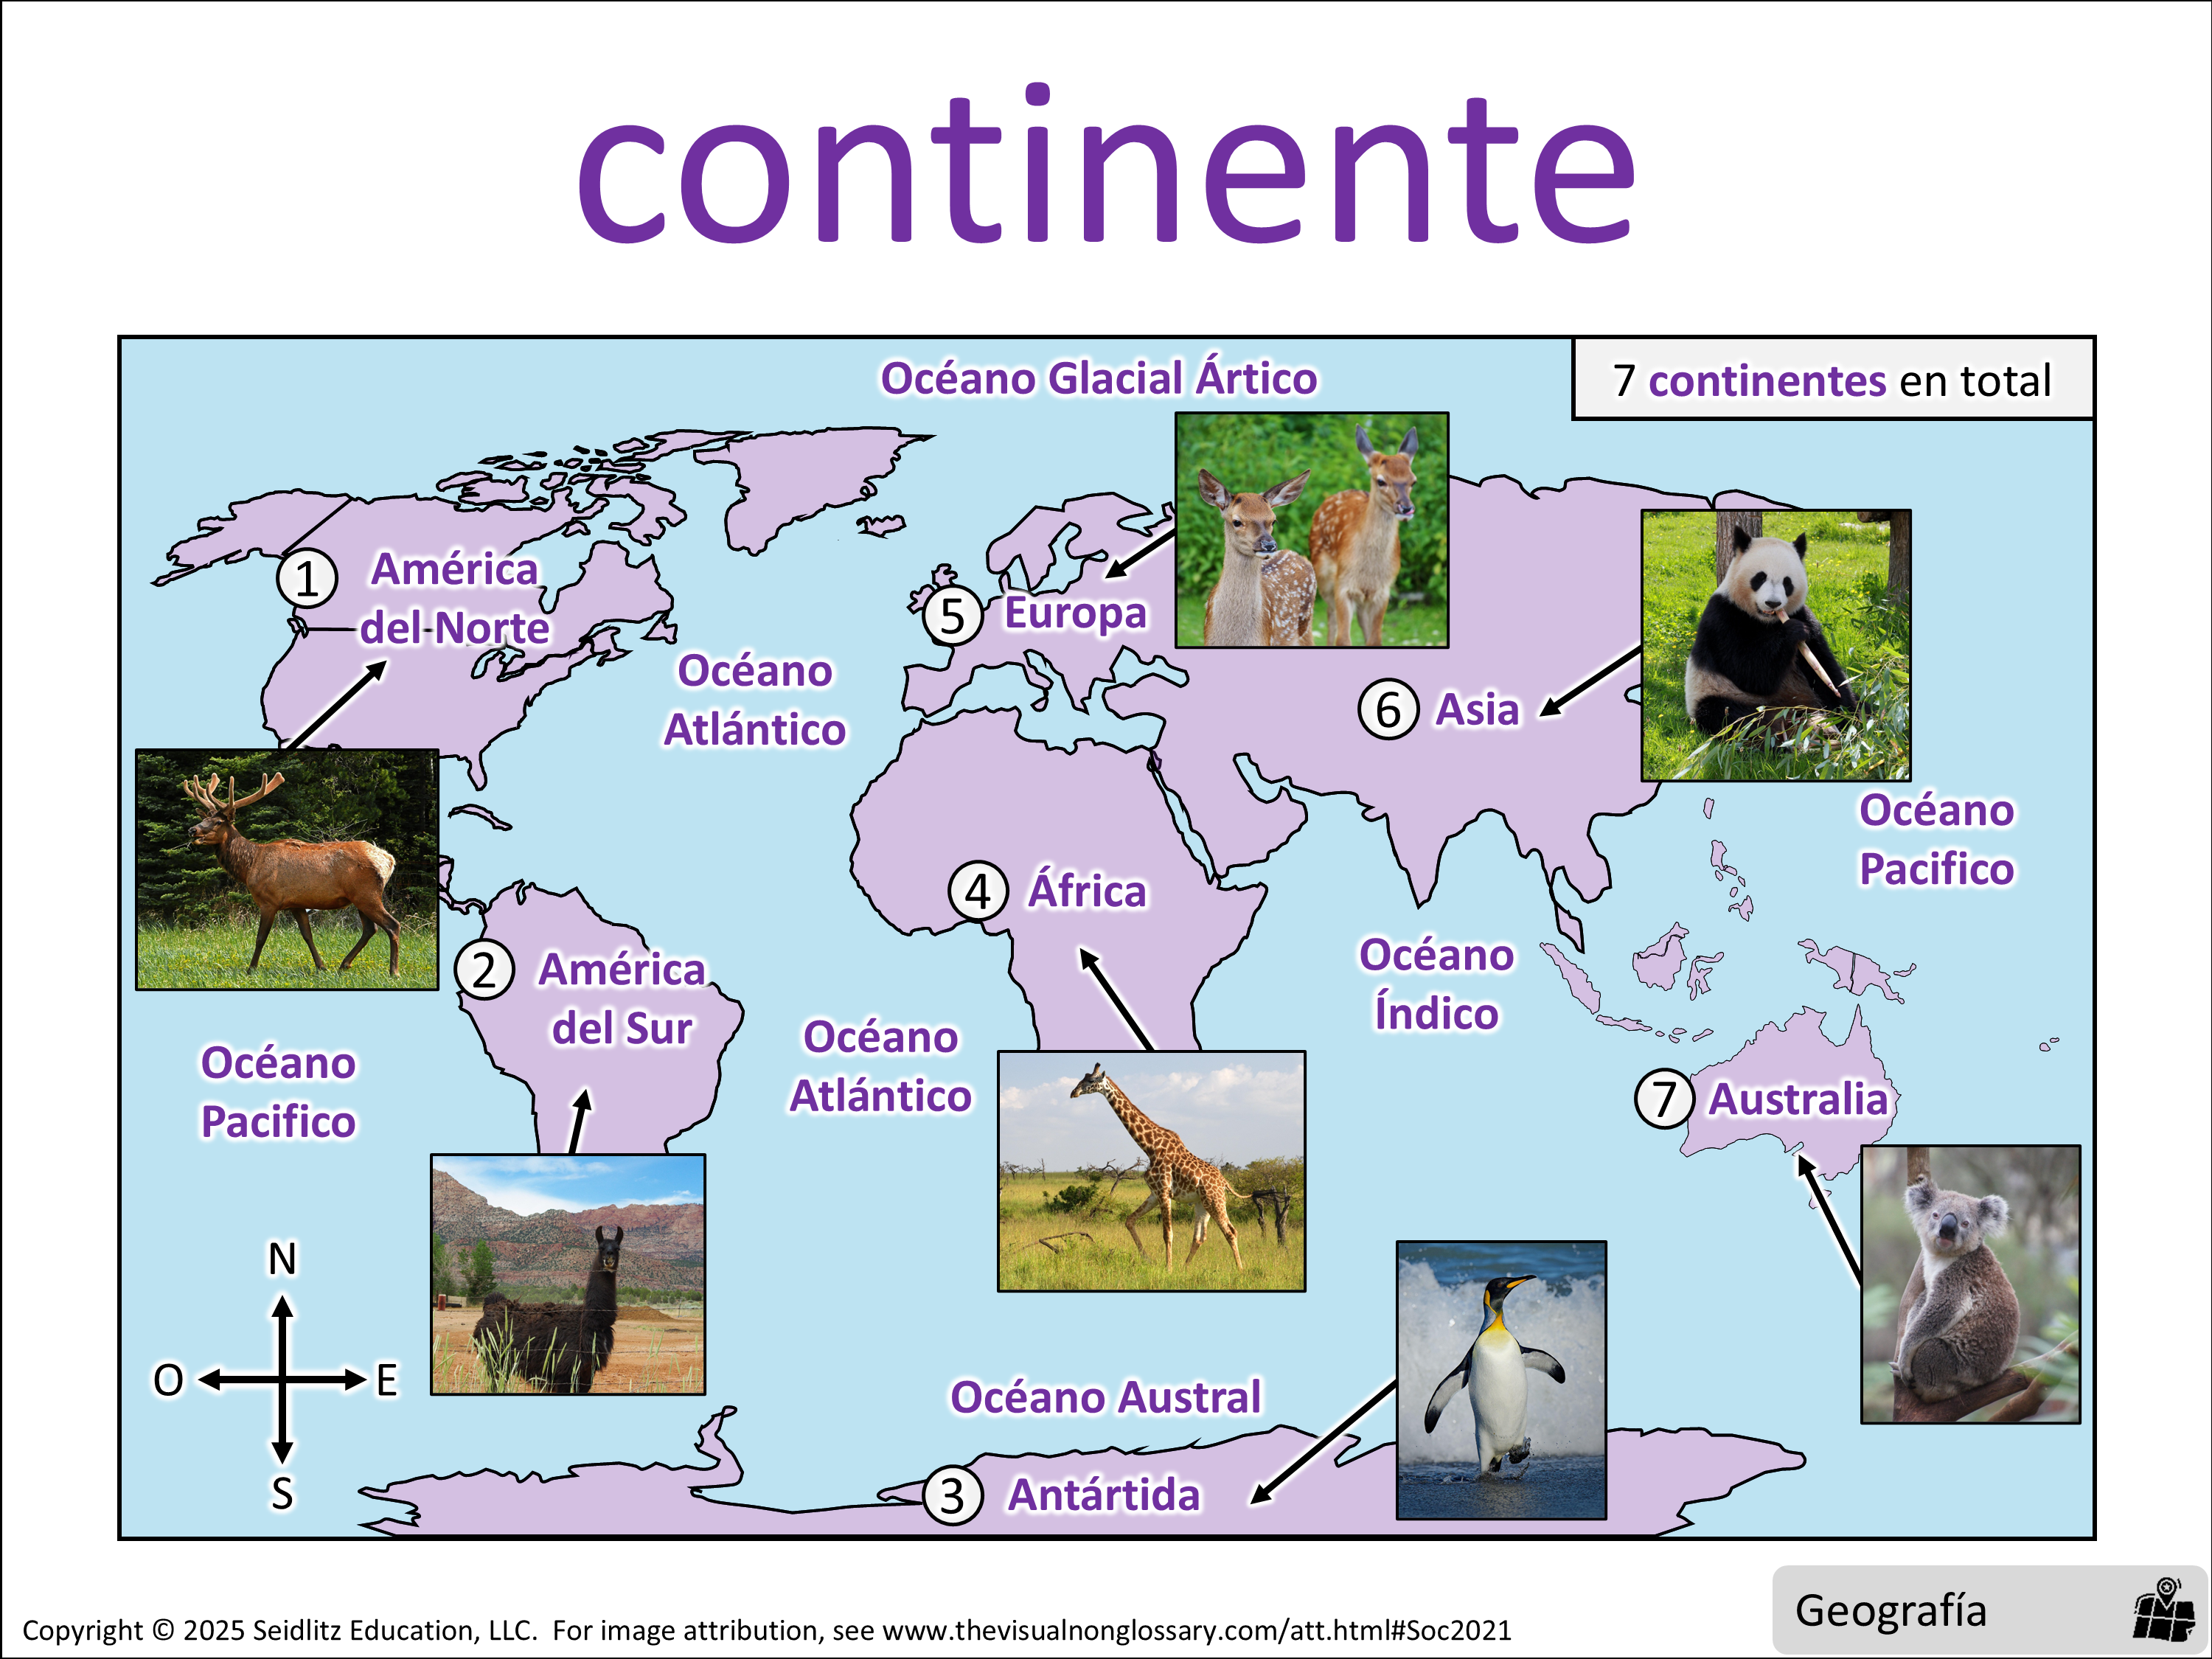 continente
Océano Glacial Ártico
7 continentes en total
1
América
del Norte
5
Europa
Océano
Atlántico
6
Asia
Océano
Pacifico
4
África
2
América
del Sur
Océano
Índico
Océano
Atlántico
Océano
Pacifico
7
Australia
N
O
E
S
Océano Austral
3
Antártida
Geografía
Copyright © 2025 Seidlitz Education, LLC.  For image attribution, see www.thevisualnonglossary.com/att.html#Soc2021